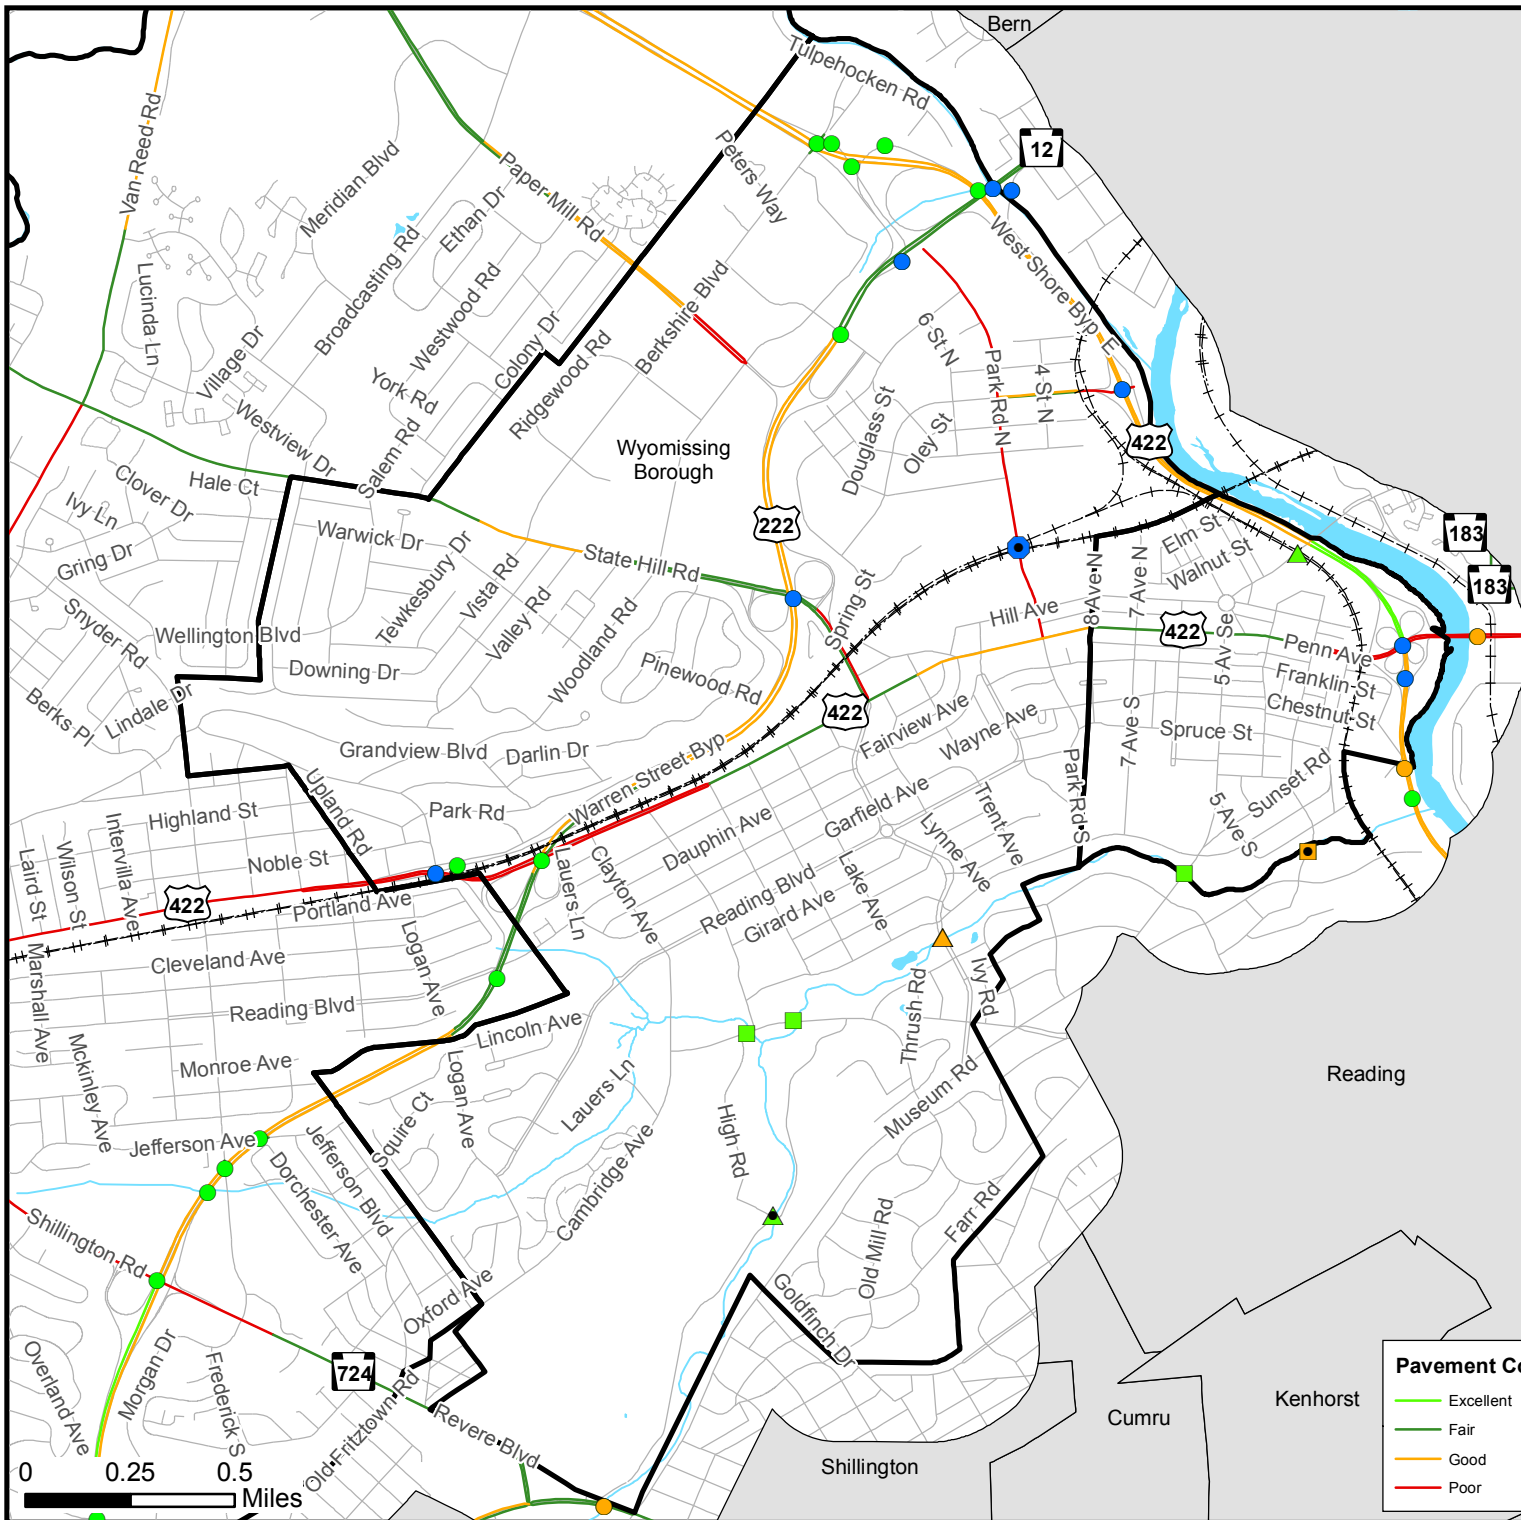 Bern
Tulpehocken Rd
12
Van Reed Rd
Meridian Blvd
Paper Mill Rd
Peters Way
Ethan Dr
Broadcasting Rd
Westwood Rd
West Shore Byp E
Lucinda Ln
Village Dr
Colony Dr
Berkshire Blvd
York Rd
Ridgewood Rd
6 St N
Park Rd N
4 St N
Douglass St
Oley St
Westview Dr
Salem Rd
Wyomissing
Borough
422
Hale Ct
Clover Dr
Ivy Ln
Gring Dr
Warwick Dr
222
State Hill Rd
Tewkesbury Dr
Vista Rd
Valley Rd
Woodland Rd
Spring St
Elm St
Walnut St
183
183
8 Ave N
7 Ave N
Hill Ave
422
5 Av Se
Penn Ave
Franklin St
Chestnut St
Snyder Rd
Wellington Blvd
Downing Dr
Pinewood Rd
Berks Pl
Lindale Dr
422
Fairview Ave
Wayne Ave
7 Ave S
Spruce St
Grandview Blvd
Darlin Dr
Warren Street Byp
Park Rd S
Sunset Rd
5 Ave S
Upland Rd
Park Rd
Highland St
Noble St
Intervilla Ave
Wilson St
Laird St
Dauphin Ave
Garfield Ave
Trent Ave
Lynne Ave
Lake Ave
Lauers Ln
Clayton Ave
Reading Blvd
Girard Ave
422
Portland Ave
Logan Ave
Cleveland Ave
Marshall Ave
Reading Blvd
Lincoln Ave
Thrush Rd
Ivy Rd
Mckinley Ave
Monroe Ave
Logan Ave
Lauers Ln
Museum Rd
Reading
Squire Ct
High Rd
Jefferson Ave
Jefferson Blvd
Dorchester Ave
Cambridge Ave
Shillington Rd
Old Mill Rd
Farr Rd
Oxford Ave
Goldfinch Dr
Overland Ave
Morgan Dr
Frederick S
724
Old Fritztown Rd
Revere Blvd
Shillington
Cumru
Kenhorst
0 0.25 0.5
Miles
Pavement Co
Excellent
Fair
Good
Poor